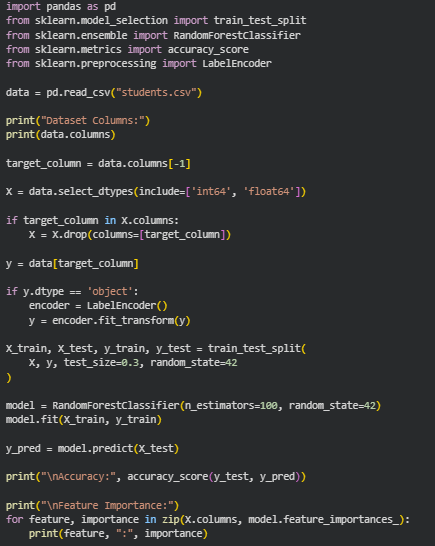 import pandas as pd
from sklearn.model_selection import train_test_split
from sklearn.ensemble import RandomForestClassifier
from sklearn.metrics import accuracy_score
from sklearn.preprocessing import LabelEncoder

data = pd.read_csv("students.csv")

print("Dataset Columns:")
print(data.columns)

target_column = data.columns[-1]

X = data.select_dtypes(include=['int64', 'float64'])

if target_column in X.columns:
    X = X.drop(columns=[target_column])

y = data[target_column]

if y.dtype == 'object':
    encoder = LabelEncoder()
    y = encoder.fit_transform(y)

X_train, X_test, y_train, y_test = train_test_split(
    X, y, test_size=0.3, random_state=42
)

model = RandomForestClassifier(n_estimators=100, random_state=42)
model.fit(X_train, y_train)

y_pred = model.predict(X_test)

print("\nAccuracy:", accuracy_score(y_test, y_pred))

print("\nFeature Importance:")
for feature, importance in zip(X.columns, model.feature_importances_):
    print(feature, ":", importance)